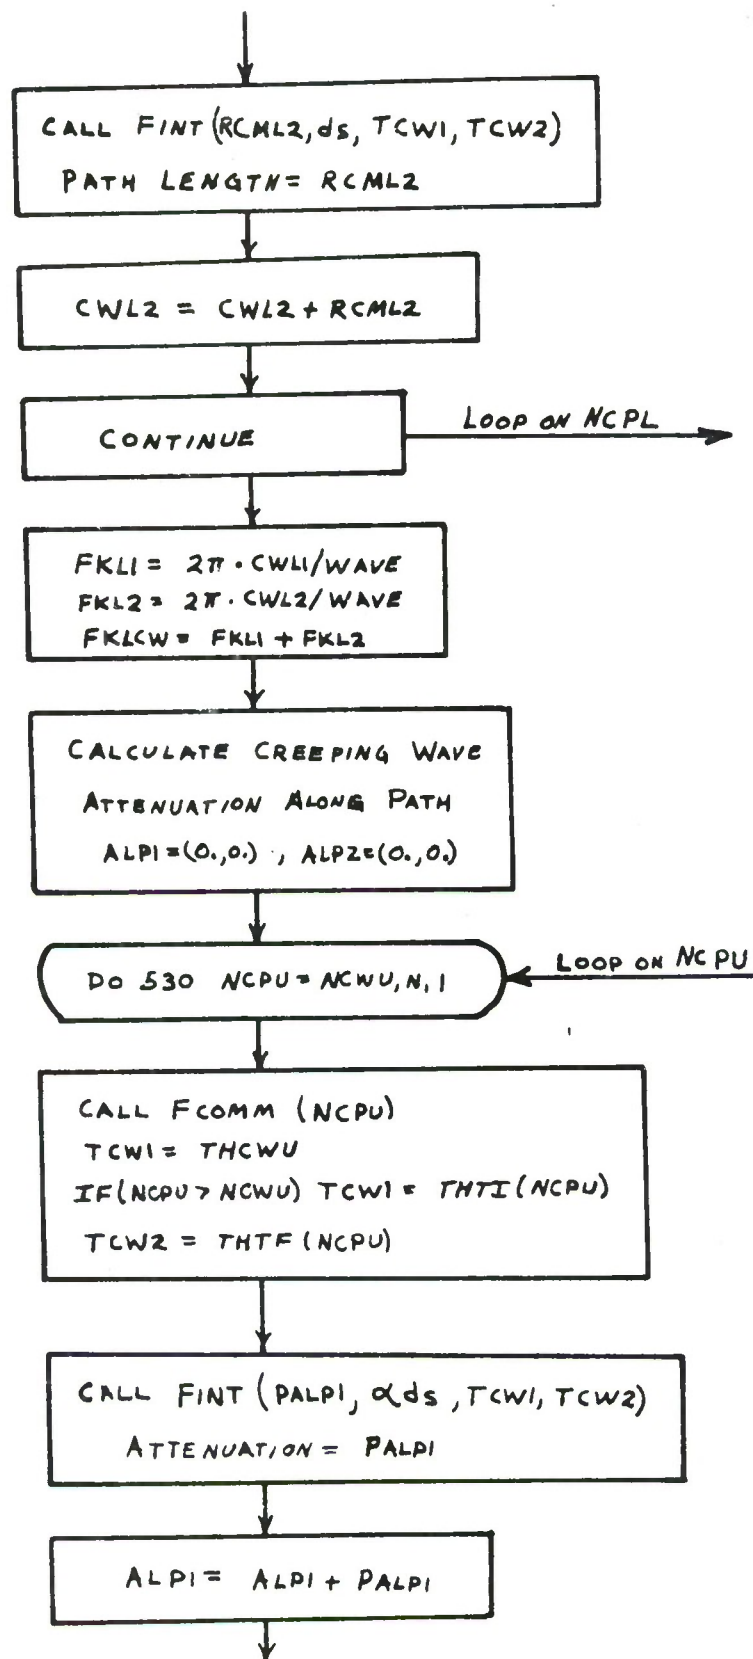 CALL FINT (RCML2, ds, TCW1, TCW2)
PATH LENGTH = RCML2
CWL2 = CWL2 + RCML2
CONTINUE
LOOP ON NCPL
FKL1 = 2π · CWL1/WAVE
FKL2 = 2π · CWL2/WAVE
FKLCW = FKL1 + FKL2
CALCULATE CREEPING WAVE
ATTENUATION ALONG PATH
ALP1 = (0.,0.) , ALP2 = (0.,0.)
DO 530 NCPU = NCWU, N, 1
LOOP ON NCPU
CALL FCOMM (NCPU)
TCW1 = THCWU
IF(NCPU > NCWU) TCW1 = THTI(NCPU)
TCW2 = THTF (NCPU)
CALL FINT (PALP1, αds, TCW1, TCW2)
ATTENUATION = PALP1
ALP1 = ALP1 + PALP1